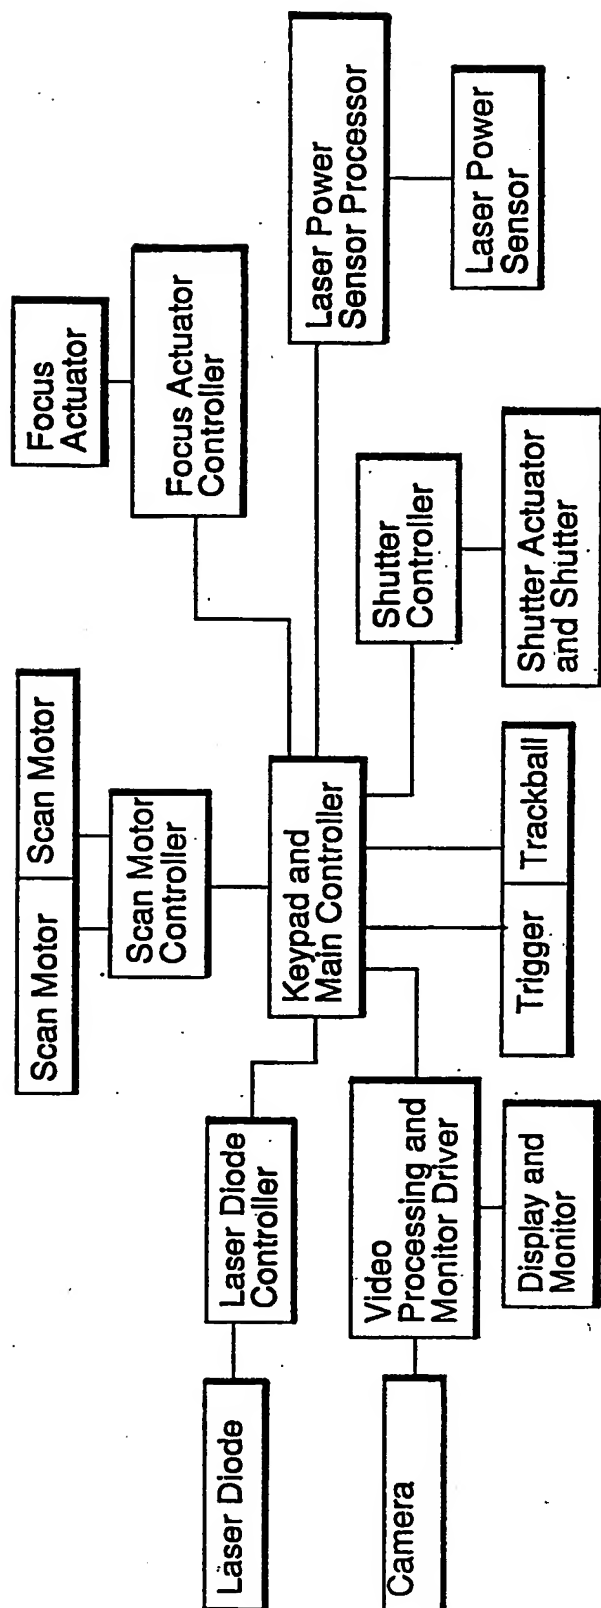 Scan Motor
Scan Motor
Focus
Actuator
Scan Motor
Controller
Focus Actuator
Controller
Laser Diode
Laser Diode
Controller
Keypad and
Main Controller
Laser Power
Sensor Processor
Camera
Video
Processing and
Monitor Driver
Shutter
Controller
Laser Power
Sensor
Display and
Monitor
Trigger
Trackball
Shutter Actuator
and Shutter